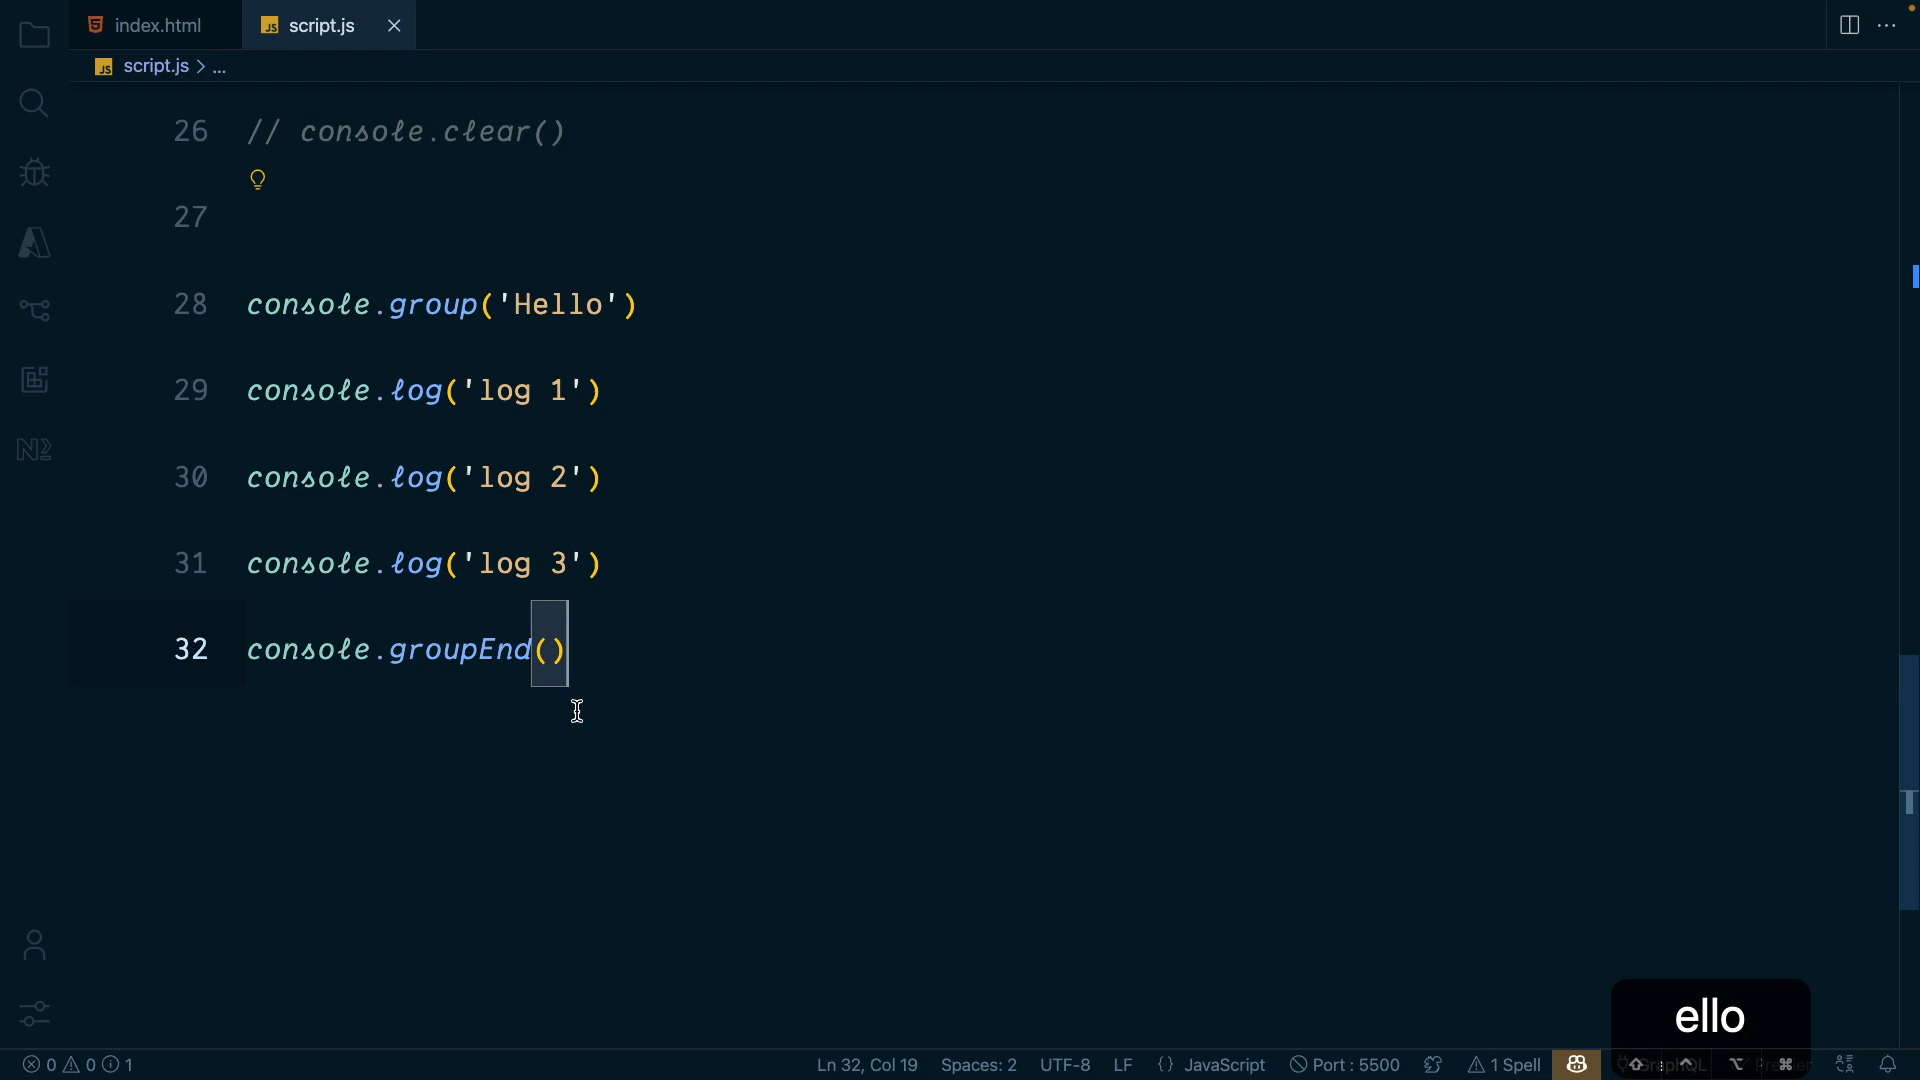 index.html
script.js
script.js > ...
26 // console.clear()
27
28 console.group('Hello')
29 console.log('log 1')
30 console.log('log 2')
31 console.log('log 3')
32 console.groupEnd()
ello
0 0 1
Ln 32, Col 19 Spaces: 2 UTF-8 LF {} JavaScript Port : 5500 1 Spell